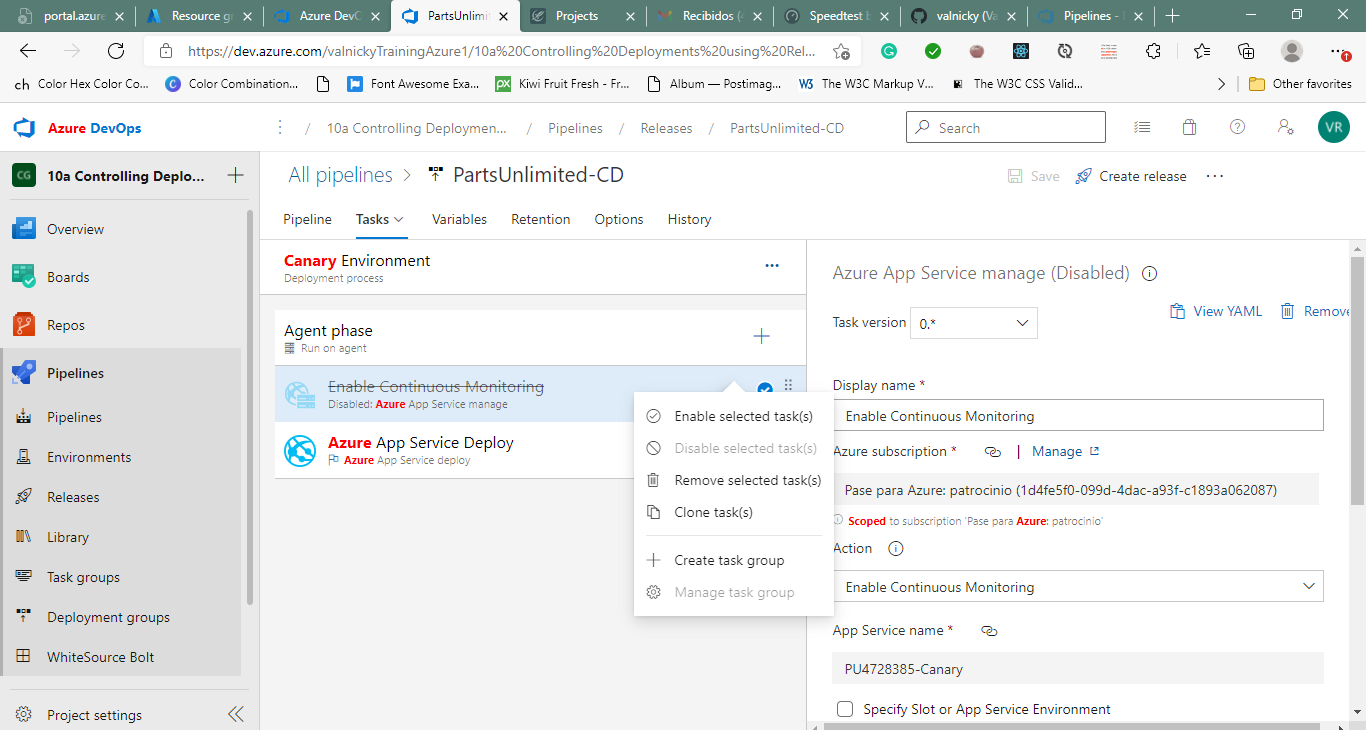 portal.azur
Resource g
Azure DevO
PartsUnlimi
Projects
Recibidos (
Speedtest b
valnicky (Va
Pipelines -
https://dev.azure.com/valnickyTrainingAzure1/10a%20Controlling%20Deployments%20using%20Rel...
ch Color Hex Color Co...
Color Combination...
Font Awesome Exa...
Kiwi Fruit Fresh - Fr...
Album — Postimag...
The W3C Markup V...
The W3C CSS Valid...
Other favorites
Azure DevOps
/ 10a Controlling Deploymen... / Pipelines / Releases / PartsUnlimited-CD
Search
VR
CG 10a Controlling Deplo...
All pipelines > PartsUnlimited-CD
Save
Create release
Overview
Boards
Repos
Pipelines
Pipelines
Environments
Releases
Library
Task groups
Deployment groups
WhiteSource Bolt
Project settings
Pipeline Tasks Variables Retention Options History
Canary Environment
Deployment process
Agent phase
Run on agent
Enable Continuous Monitoring
Disabled: Azure App Service manage
Azure App Service Deploy
Azure App Service deploy
Enable selected task(s)
Disable selected task(s)
Remove selected task(s)
Clone task(s)
Create task group
Manage task group
Azure App Service manage (Disabled)
View YAML
Remove
Task version 0.*
Display name *
Enable Continuous Monitoring
Azure subscription * | Manage
Pase para Azure: patrocinio (1d4fe5f0-099d-4dac-a93f-c1893a062087)
Scoped to subscription 'Pase para Azure: patrocinio'
Action
Enable Continuous Monitoring
App Service name *
PU4728385-Canary
Specify Slot or App Service Environment